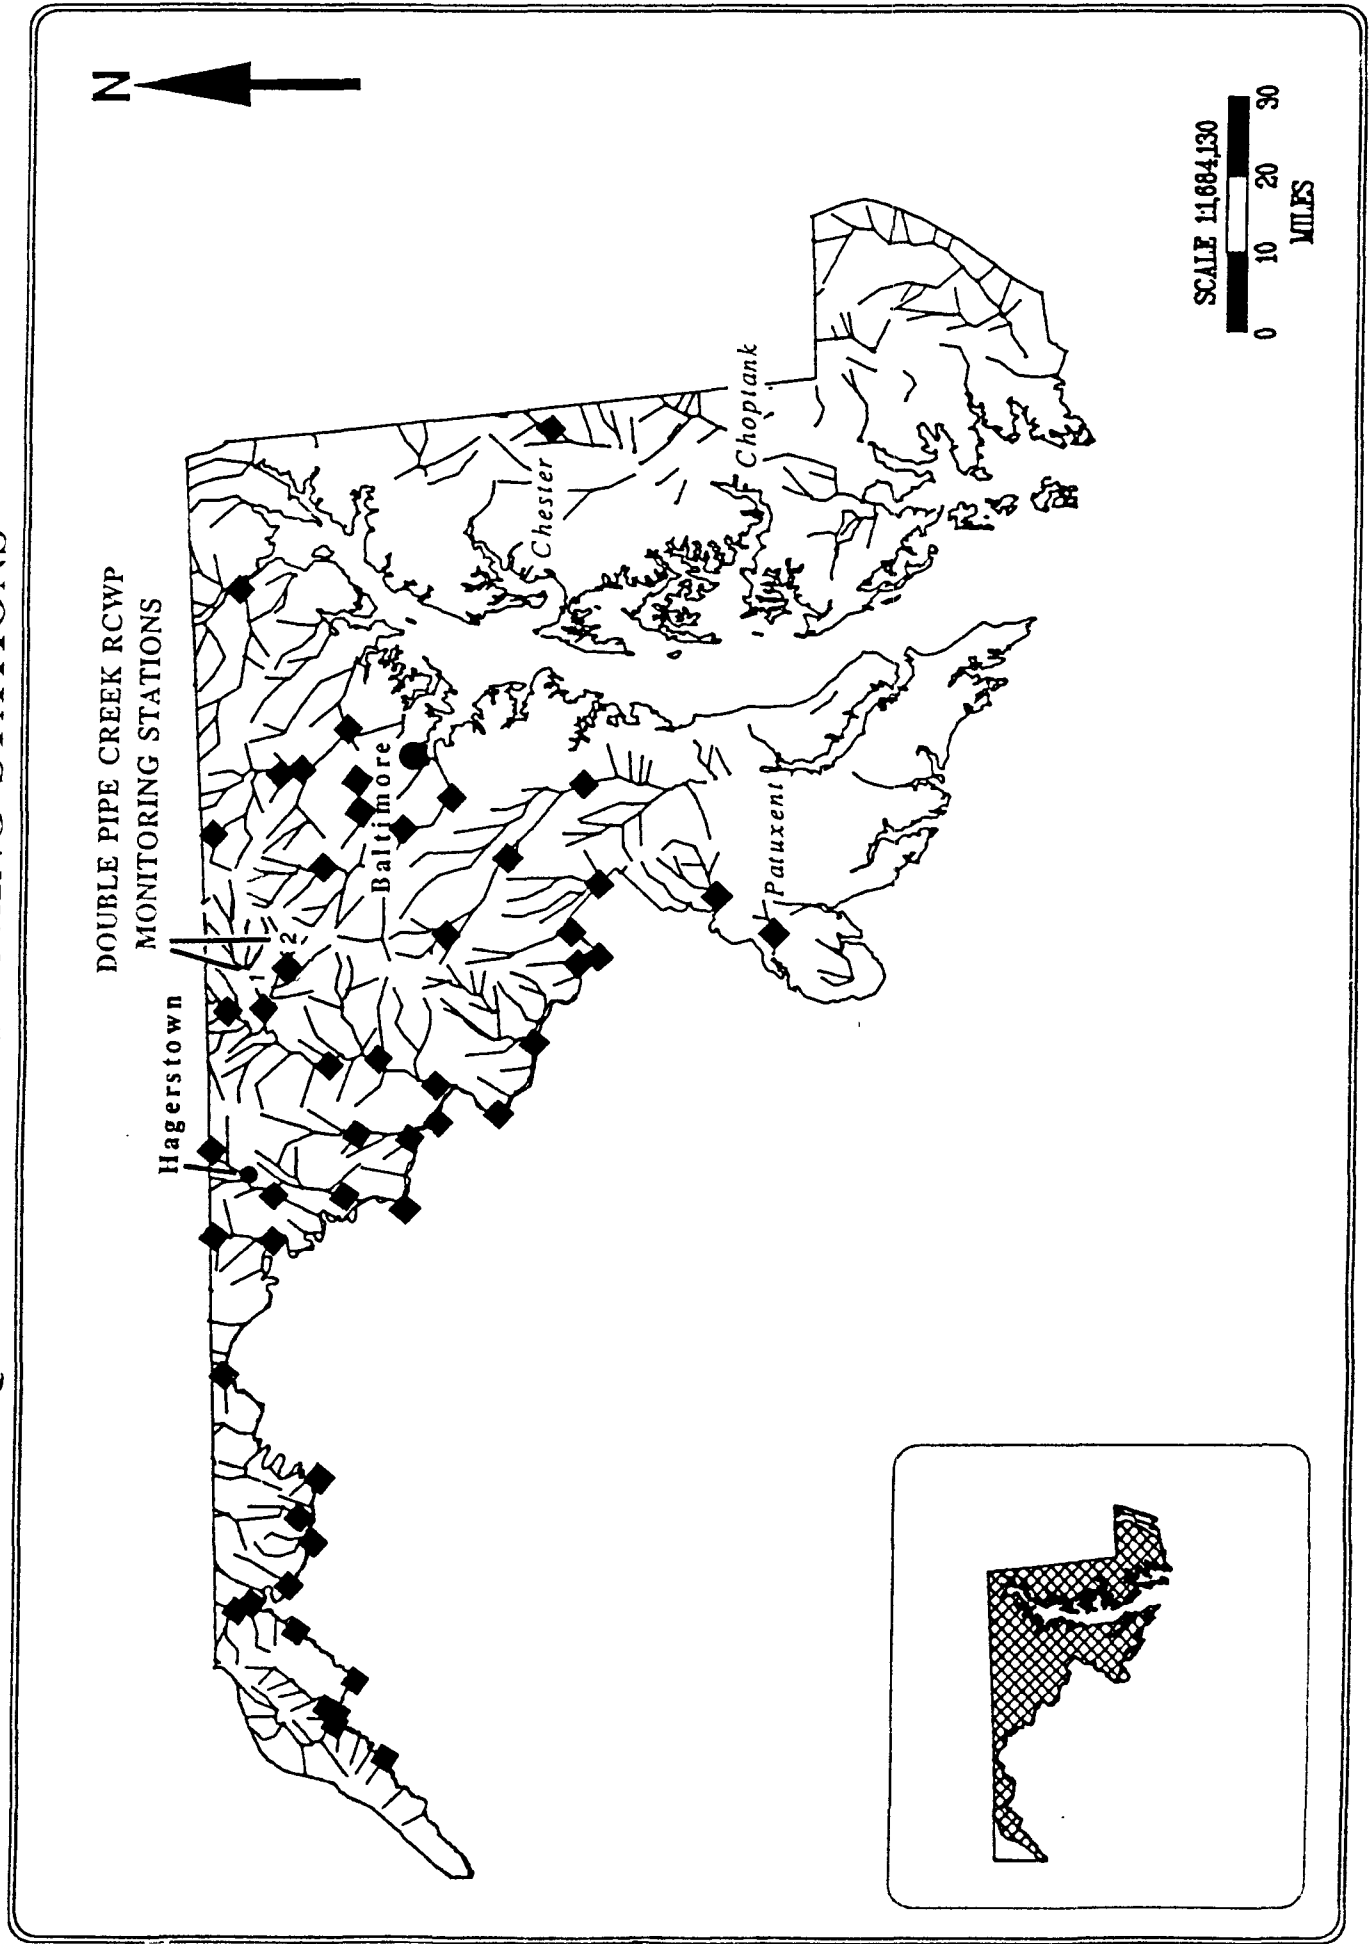 STATIONS
N
DOUBLE PIPE CREEK RCWP
MONITORING STATIONS
Hagerstown
1
2
Baltimore
Chester
Choptank
Patuxent
SCALE 1:1,684,130
0 10 20 30
MILES